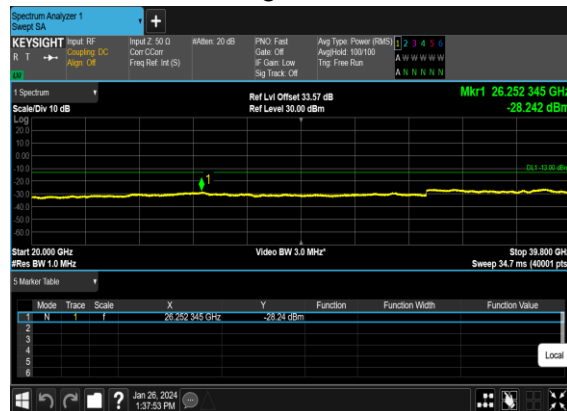 Spectrum Analyzer 1
Swept SA
+
KEYSIGHT Input: RF Input Z: 50 Ω #Atten: 20 dB PNO: Fast Avg Type: Power (RMS) 1 2 3 4 5 6
R T Coupling: DC Corr CCorr Gate: Off Avg|Hold: 100/100 A W W W W W
Align: Off Freq Ref: Int (S) IF Gain: Low Trig: Free Run
LXI Sig Track: Off A N N N N N
1 Spectrum Ref Lvl Offset 33.57 dB Mkr1 26.252 345 GHz
Scale/Div 10 dB Ref Level 30.00 dBm -28.242 dBm
Log
20.0
10.0
0.00
-10.0 DL1 -13.00 dBm
-20.0 1
-30.0
-40.0
-50.0
-60.0
Start 20.000 GHz Video BW 3.0 MHz* Stop 39.800 GHz
#Res BW 1.0 MHz Sweep 34.7 ms (40001 pts)
5 Marker Table
Mode Trace Scale X Y Function Function Width Function Value
1 N 1 f 26.252 345 GHz -28.24 dBm
2
3
4
5
6
Local
? Jan 26, 2024
1:37:53 PM